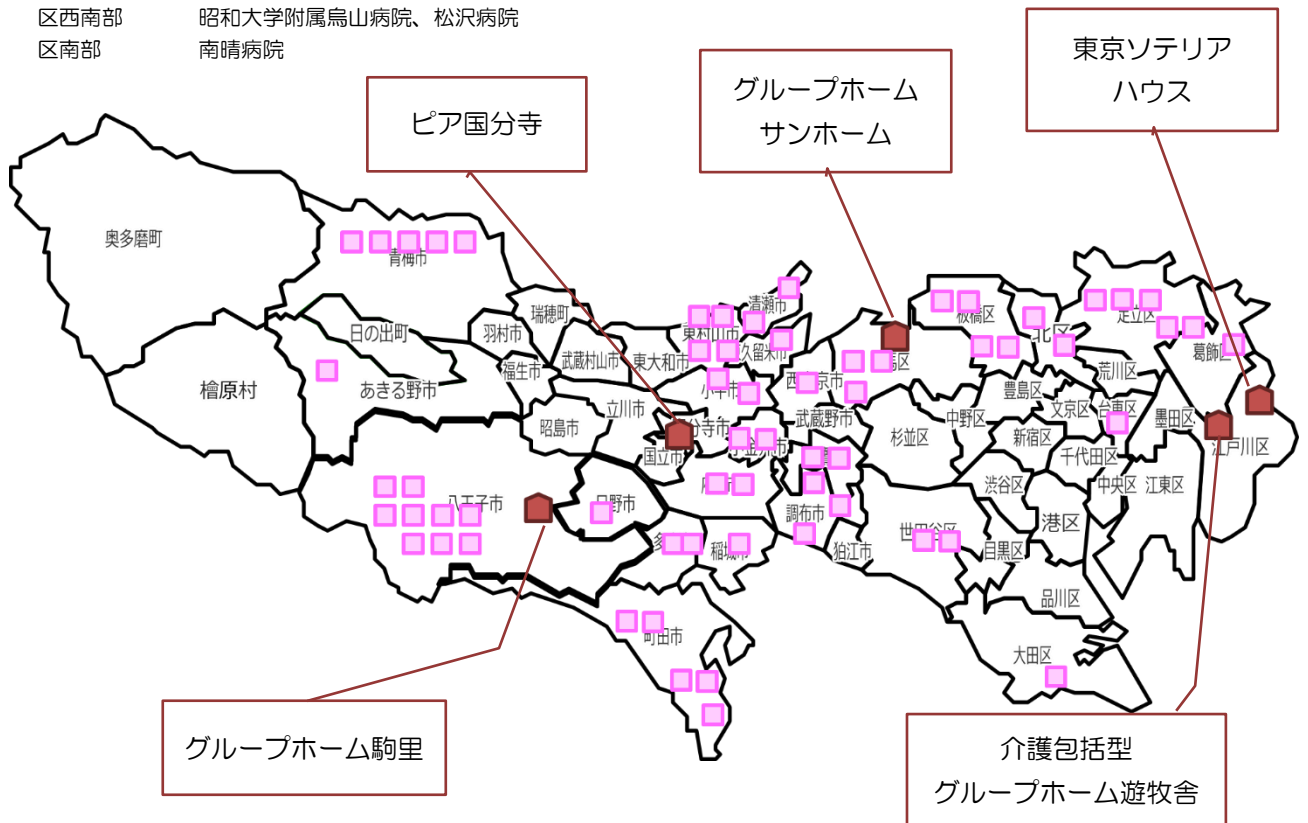 区西南部 昭和大学附属烏山病院、松沢病院
区南部 南晴病院
東京ソテリア
ハウス
グループホーム
サンホーム
ピア国分寺
奥多磨町
青梅市
日の出町
羽村市
瑞穂町
武蔵村山市
東大和市
東村山市
清瀬市
久留米市
檜原村
あきる野市
福生市
立川市
昭島市
国立市
分寺市
小平市
小金井市
西東京市
武蔵野市
馬区
板橋区
北区
足立区
葛飾区
荒川区
豊島区
文京区
台東区
墨田区
江戸川区
中野区
杉並区
新宿区
千代田区
渋谷区
中央区
江東区
港区
八王子市
日野市
調布市
狛江市
世田谷区
目黒区
品川区
稲城市
多
町田市
大田区
グループホーム駒里
介護包括型
グループホーム遊牧舎